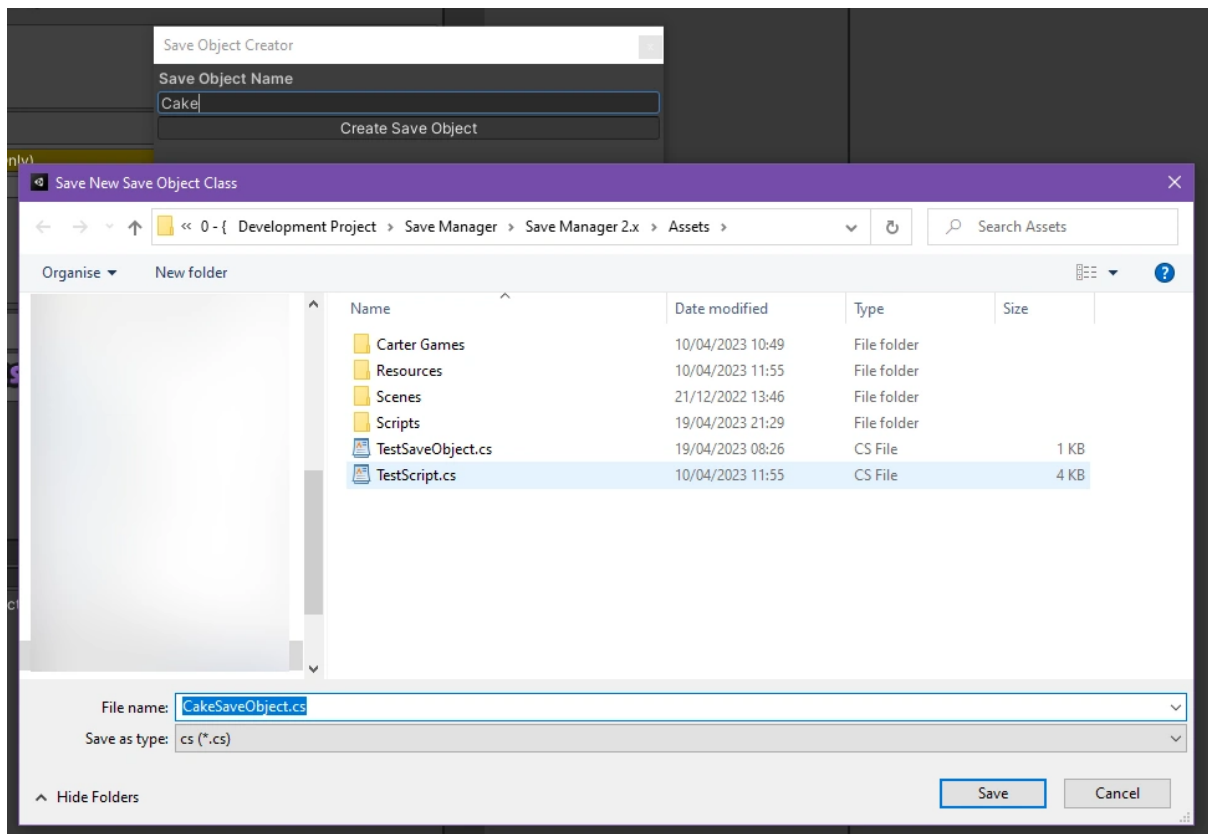 Save Object Creator
x
Save Object Name
Cake
Create Save Object
nly)
Save New Save Object Class
« 0 - { Development Project > Save Manager > Save Manager 2.x > Assets >
Search Assets
Organise
New folder
?
Name Date modified Type Size
Carter Games 10/04/2023 10:49 File folder
Resources 10/04/2023 11:55 File folder
Scenes 21/12/2022 13:46 File folder
Scripts 19/04/2023 21:29 File folder
TestSaveObject.cs 19/04/2023 08:26 CS File 1 KB
TestScript.cs 10/04/2023 11:55 CS File 4 KB
File name: CakeSaveObject.cs
Save as type: cs (*.cs)
Hide Folders
Save
Cancel